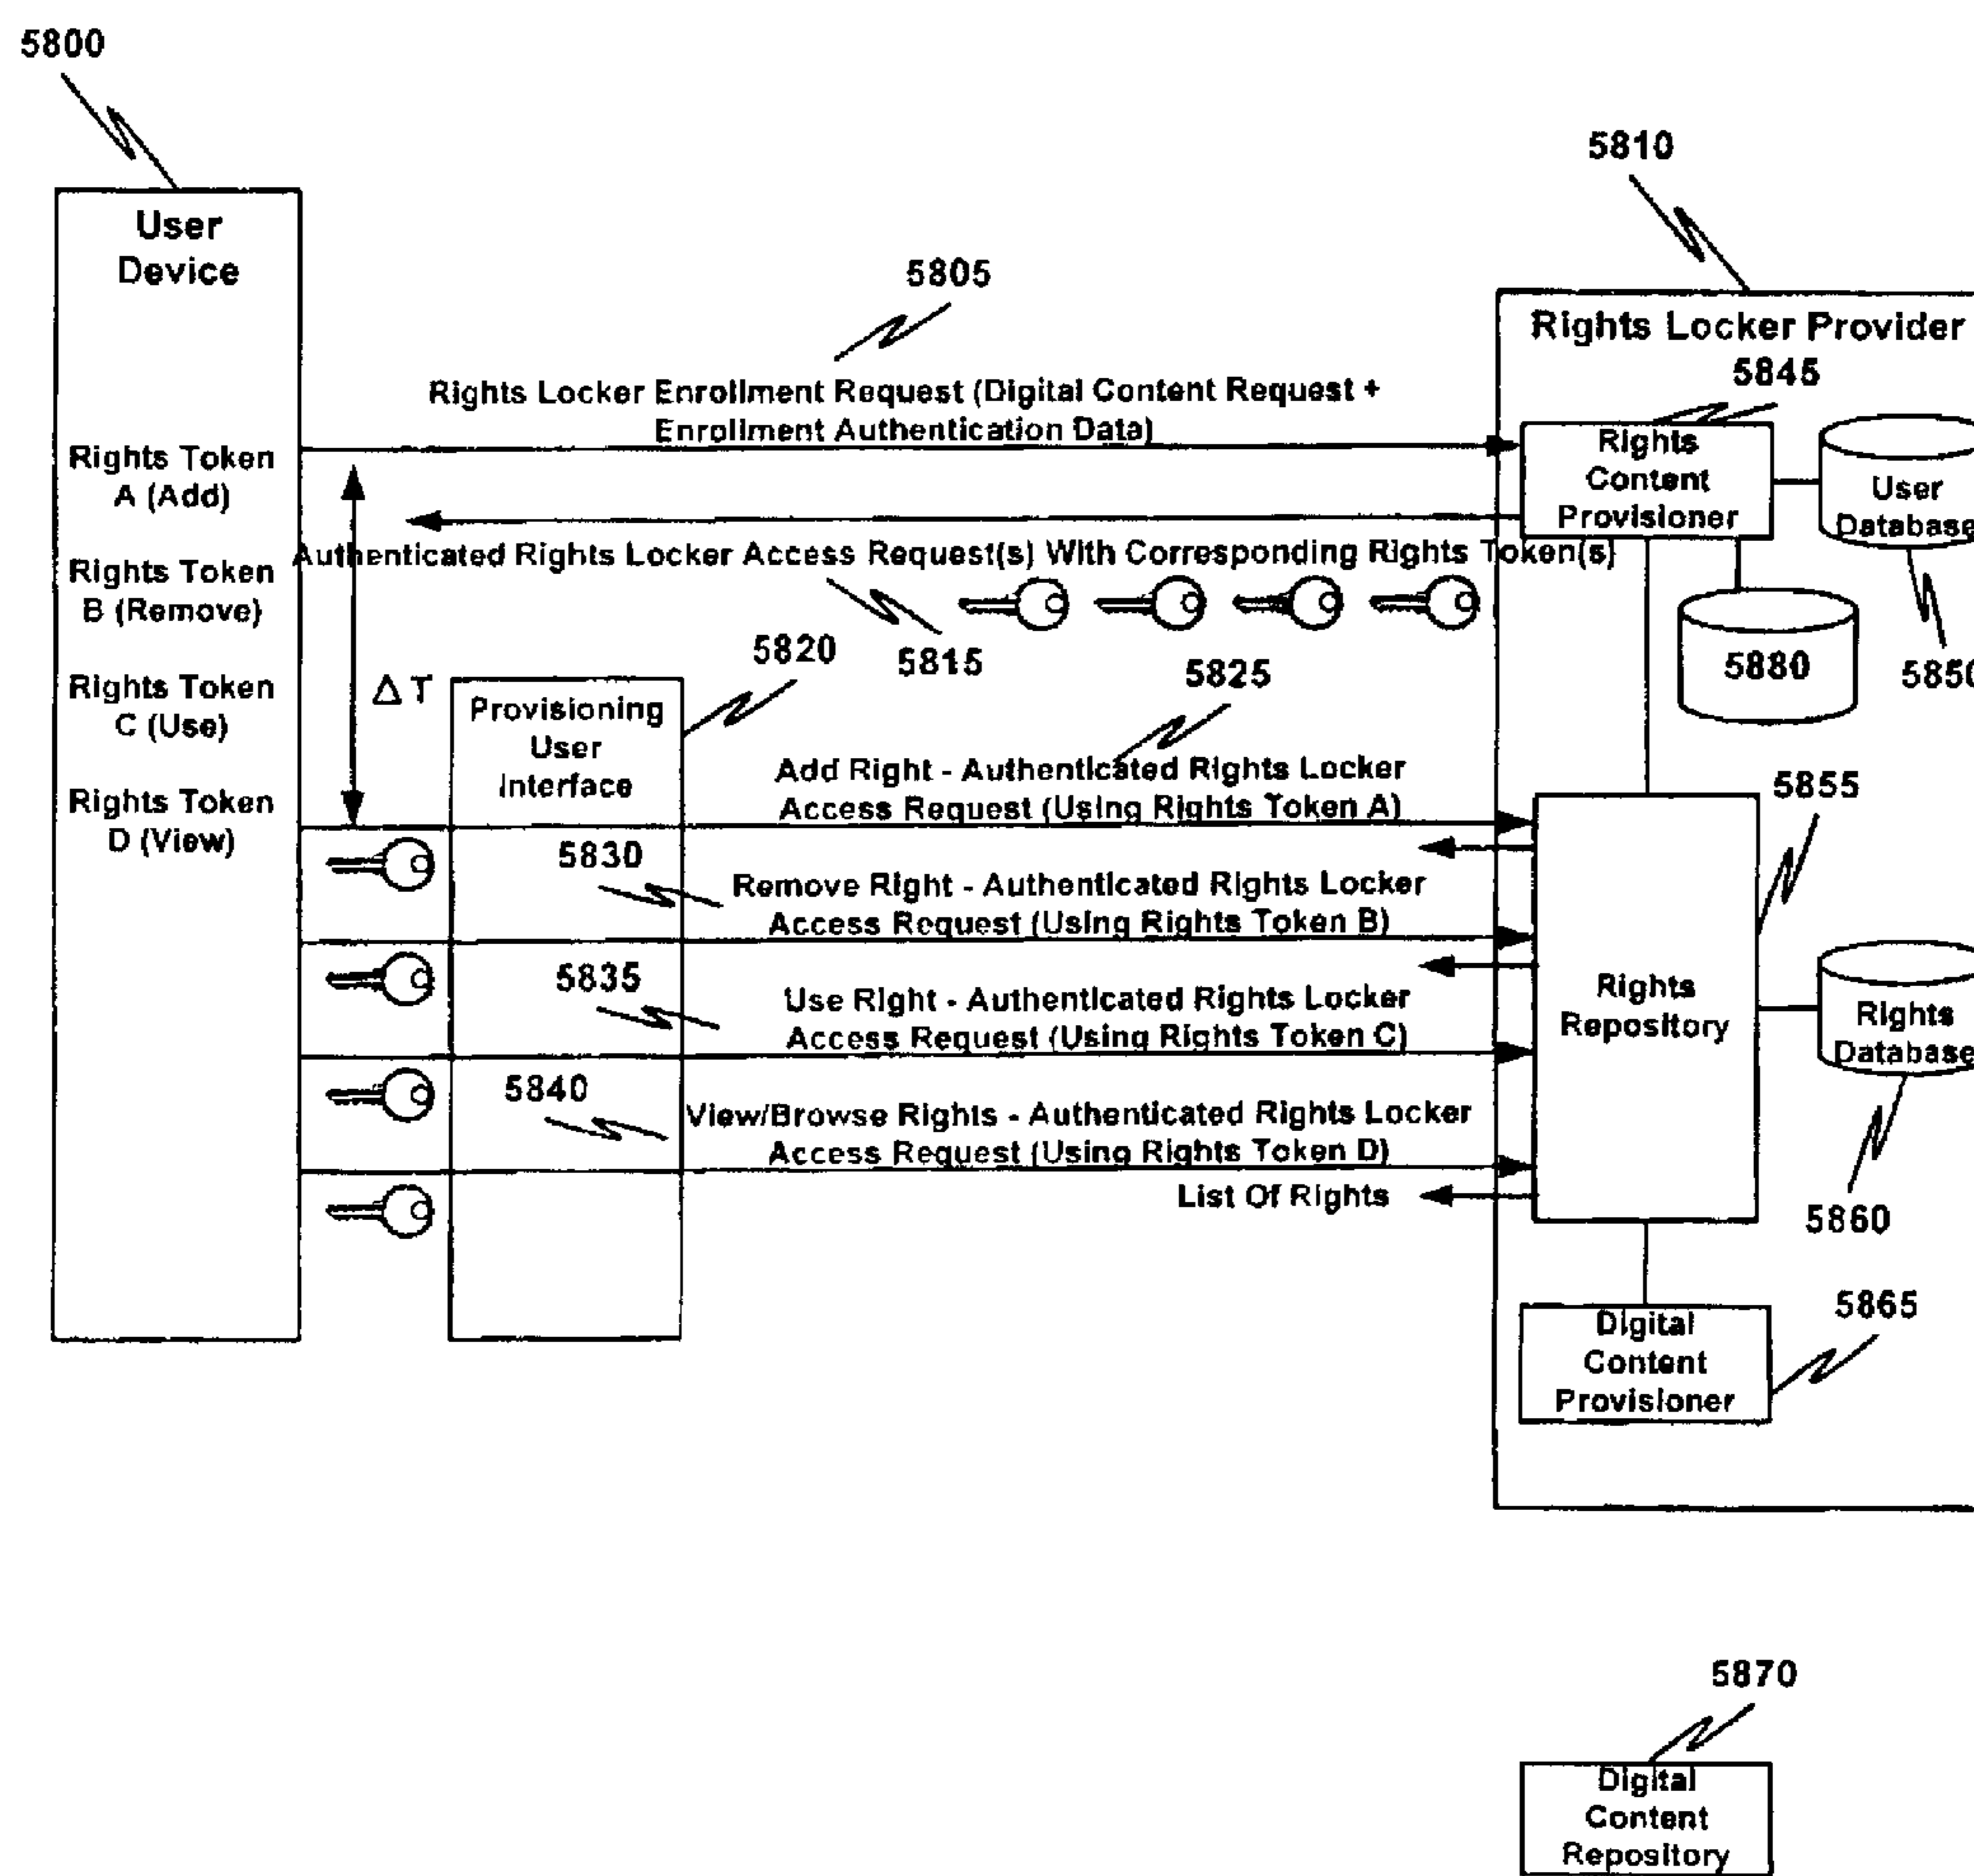 5800
5810
User
Device
5805
Rights Locker Provider
5845
Rights Locker Enrollment Request (Digital Content Request +
Enrollment Authentication Data)
Rights
Content
Provisioner
User
Database
Rights Token
A (Add)
Authenticated Rights Locker Access Request(s) With Corresponding Rights Token(s)
Rights Token
B (Remove)
5820
5815
5825
5880
5850
Rights Token
C (Use)
Δ T
Provisioning
User
Interface
Add Right - Authenticated Rights Locker
Access Request (Using Rights Token A)
5855
Rights Token
D (View)
5830
Remove Right - Authenticated Rights Locker
Access Request (Using Rights Token B)
5835
Use Right - Authenticated Rights Locker
Access Request (Using Rights Token C)
Rights
Repository
Rights
Database
5840
View/Browse Rights - Authenticated Rights Locker
Access Request (Using Rights Token D)
List Of Rights
5860
5865
Digital
Content
Provisioner
5870
Digital
Content
Repository